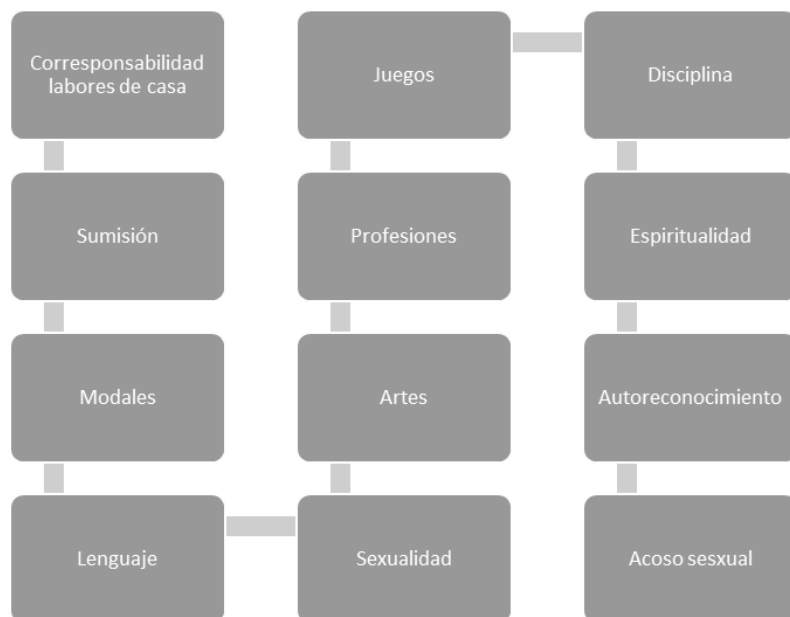 Corresponsabilidad
labores de casa
Sumisión
Modales
Lenguaje
Sexualidad
Artes
Profesiones
Juegos
Disciplina
Espiritualidad
Autoreconocimiento
Acoso sesxual